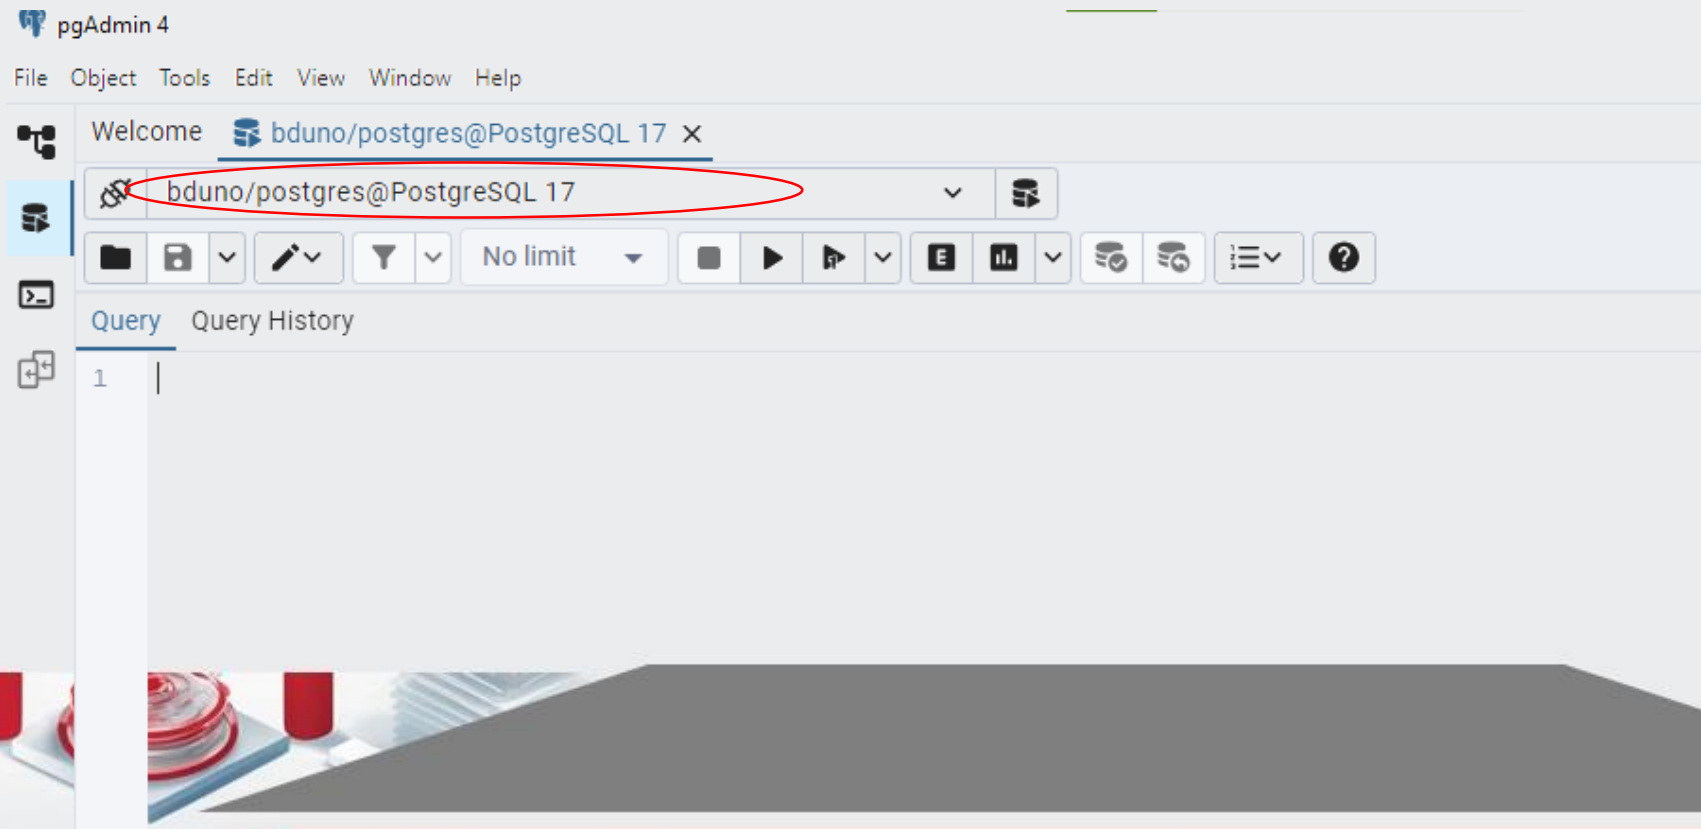 pgAdmin 4
File Object Tools Edit View Window Help
Welcome bduno/postgres@PostgreSQL 17
bduno/postgres@PostgreSQL 17
No limit E
Query Query History
1